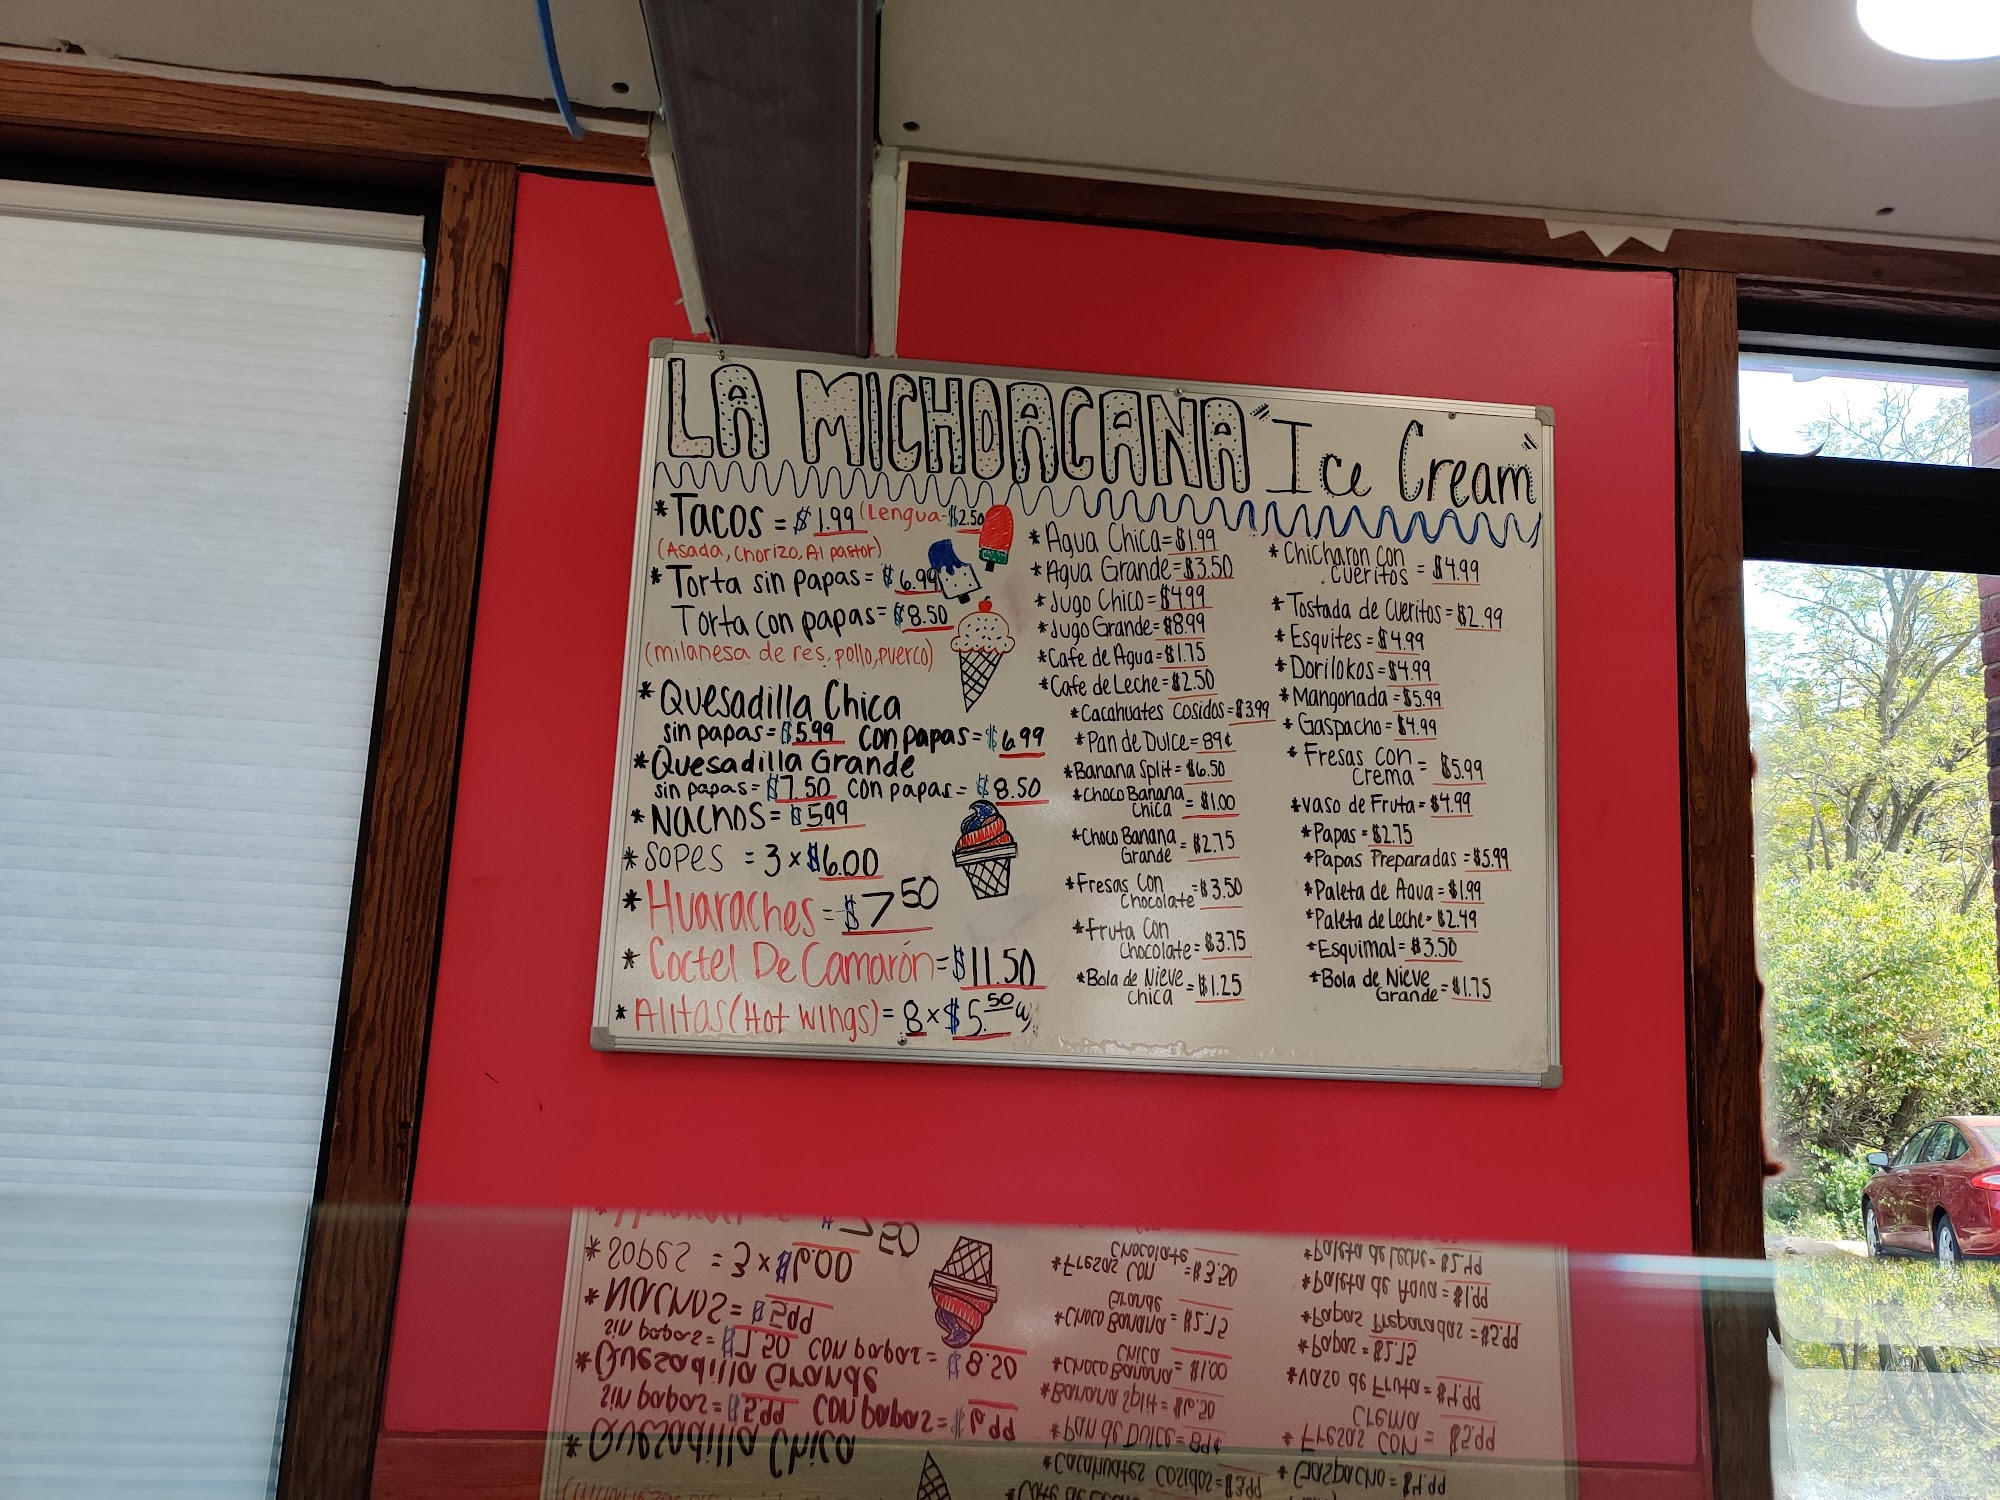 LA MICHOACANA "Ice Cream"
*Tacos = $1.99 (Lengua-$2.50
(Asada, Chorizo, Al pastor)
*Torta sin papas = $6.99
Torta con papas = $8.50
(milanesa de res, pollo, puerco)
*Quesadilla Chica
sin papas = $5.99 con papas = $6.99
*Quesadilla Grande
sin papas = $7.50 con papas = $8.50
*Nachos = $5.99
*Sopes = 3 x $6.00
*Huaraches = $7.50
*Coctel De Camarón = $11.50
*Alitas (Hot Wings) = 8 x $5.50
*Agua Chica = $1.99
*Agua Grande = $3.50
*Jugo Chico = $4.99
*Jugo Grande = $8.99
*Cafe de Agua = $1.75
*Cafe de Leche = $2.50
*Cacahuates Cosidos = $3.99
*Pan de Dulce = 89¢
*Banana Split = $6.50
*Choco Banana
Chica = $1.00
*Choco Banana
Grande = $2.75
*Fresas Con
Chocolate = $3.50
*Fruta Con
Chocolate = $3.75
*Bola de Nieve
Chica = $1.25
*Chicharon con
cueritos = $4.99
*Tostada de Cueritos = $2.99
*Esquites = $4.99
*Dorilokos = $4.99
*Mangonada = $5.99
*Gaspacho = $4.99
*Fresas Con
Crema = $5.99
*Vaso de Fruta = $4.99
*Papas = $2.75
*Papas Preparadas = $5.99
*Paleta de Agua = $1.99
*Paleta de Leche = $2.49
*Esquimal = $3.50
*Bola de Nieve
Grande = $1.75